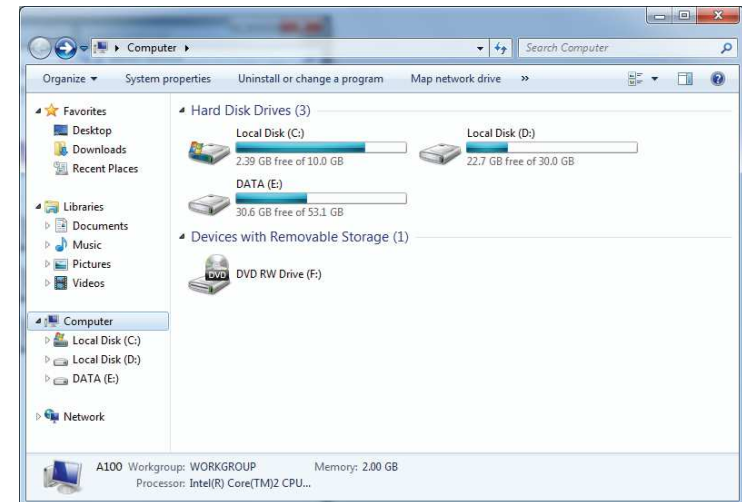 Computer
Search Computer
Organize System properties Uninstall or change a program Map network drive »
Favorites
Desktop
Downloads
Recent Places
Libraries
Documents
Music
Pictures
Videos
Computer
Local Disk (C:)
Local Disk (D:)
DATA (E:)
Network
Hard Disk Drives (3)
Local Disk (C:)
2.39 GB free of 10.0 GB
Local Disk (D:)
22.7 GB free of 30.0 GB
DATA (E:)
30.6 GB free of 53.1 GB
Devices with Removable Storage (1)
DVD
DVD RW Drive (F:)
A100 Workgroup: WORKGROUP Memory: 2.00 GB
Processor: Intel(R) Core(TM)2 CPU...